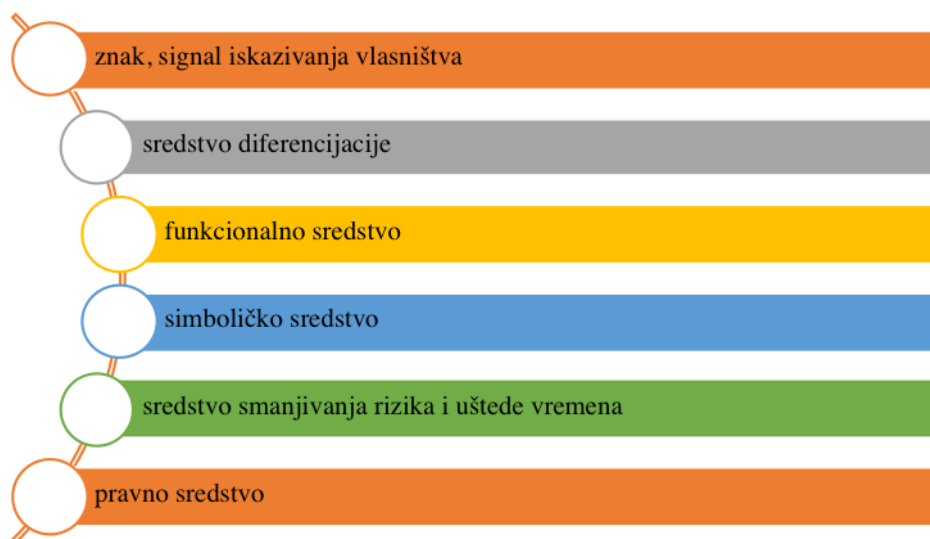 znak, signal iskazivanja vlasništva
sredstvo diferencijacije
funkcionalno sredstvo
simboličko sredstvo
sredstvo smanjivanja rizika i uštede vremena
pravno sredstvo